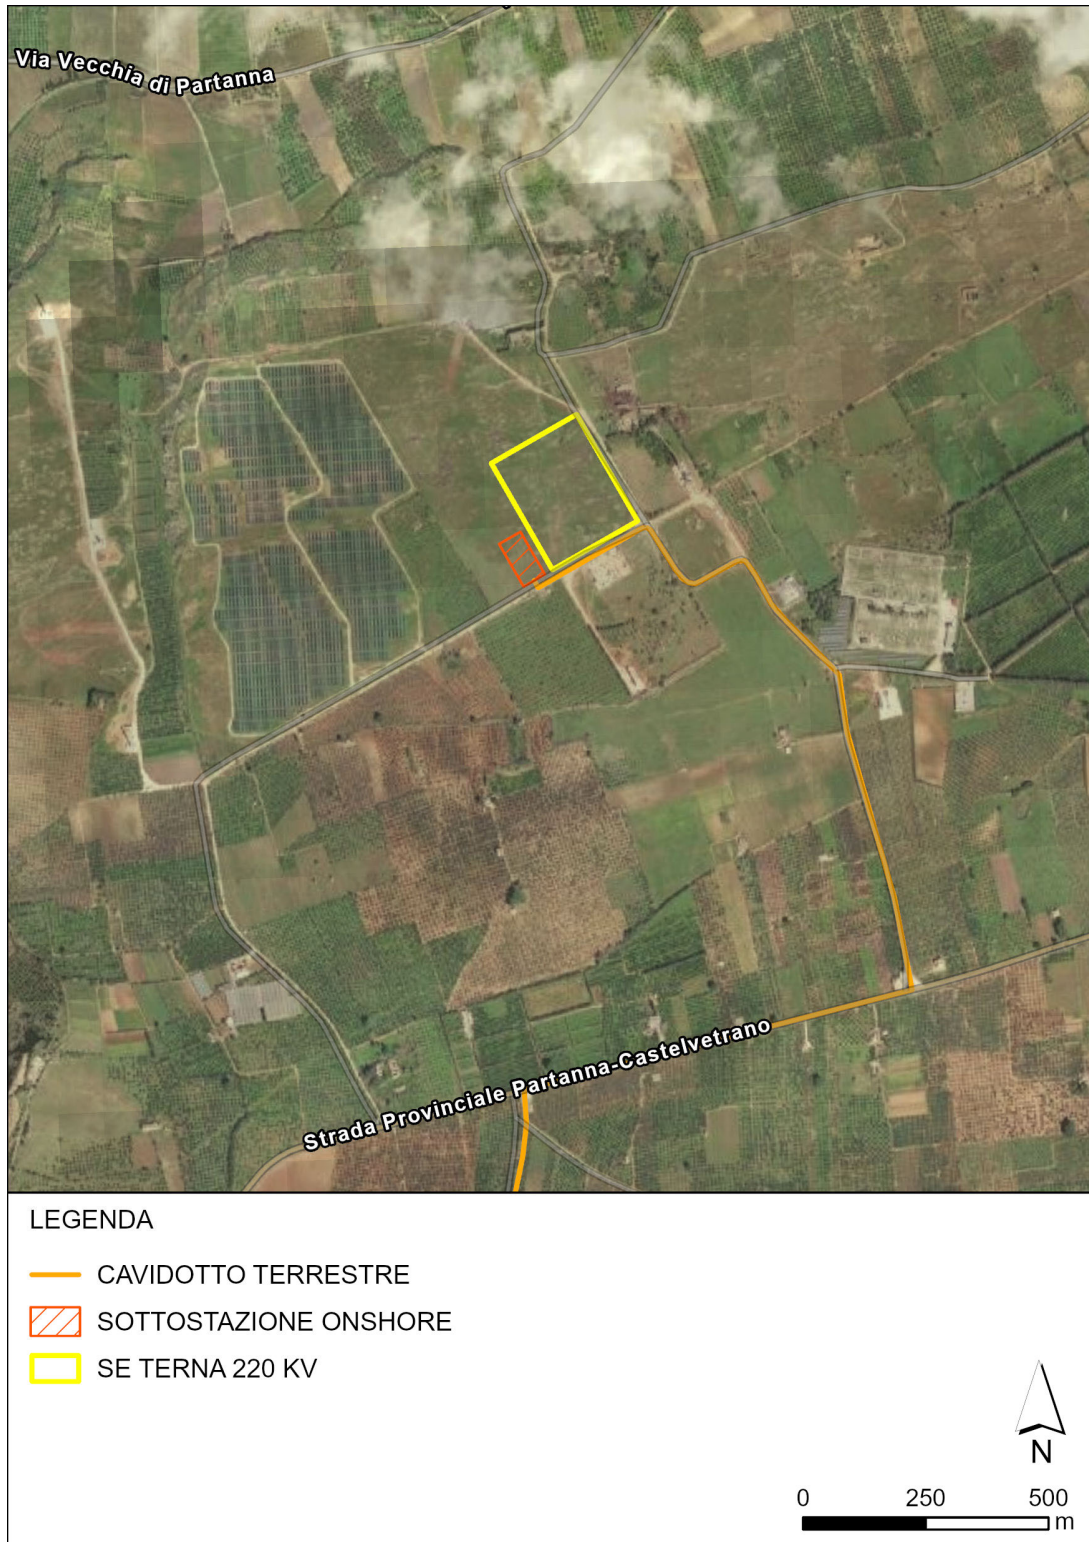 Via Vecchia di Partanna
Strada Provinciale Partanna-Castelvetrano
LEGENDA
CAVIDOTTO TERRESTRE
SOTTOSTAZIONE ONSHORE
SE TERNA 220 KV
N
0 250 500
m